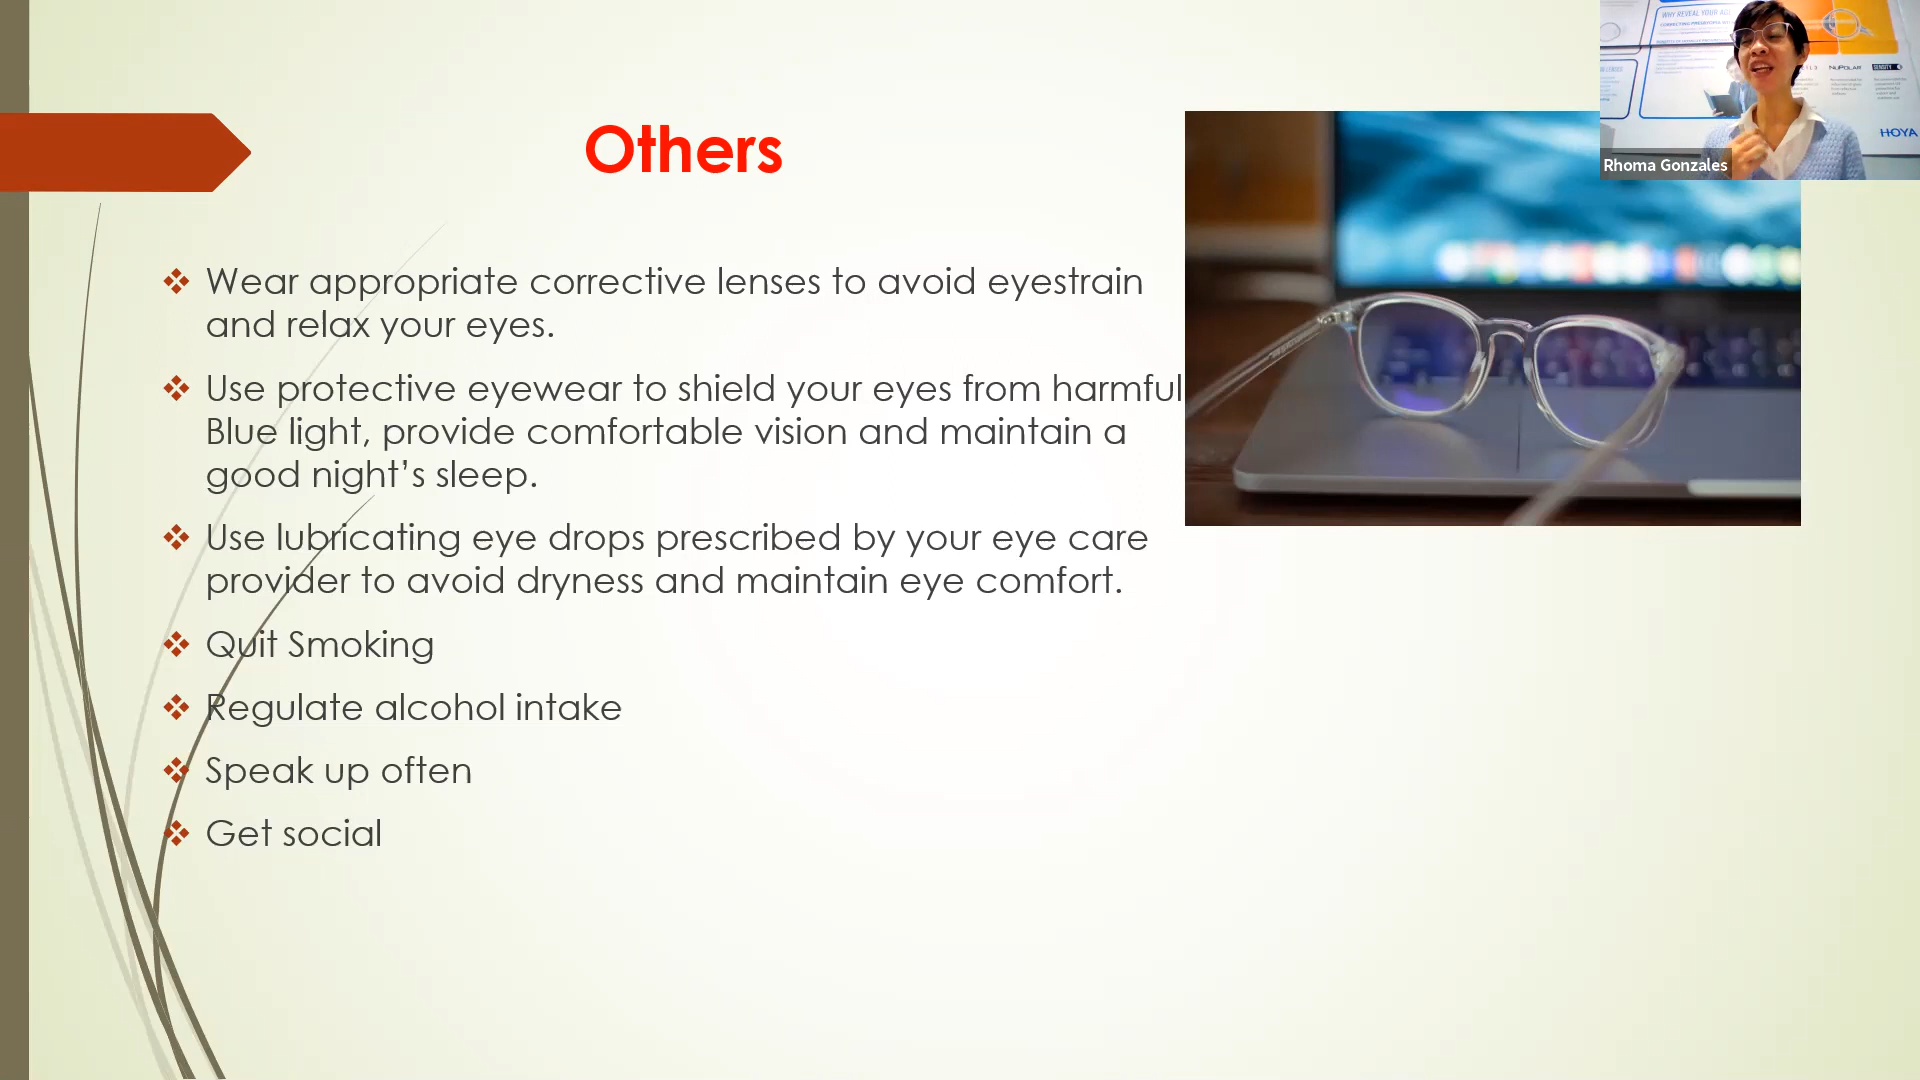 Others
Wear appropriate corrective lenses to avoid eyestrain
and relax your eyes.
Use protective eyewear to shield your eyes from harmful
Blue light, provide comfortable vision and maintain a
good night’s sleep.
Use lubricating eye drops prescribed by your eye care
provider to avoid dryness and maintain eye comfort.
Quit Smoking
Regulate alcohol intake
Speak up often
Get social
WHY REVEAL YOUR
NUPOLAR
HOYA
Rhoma Gonzales